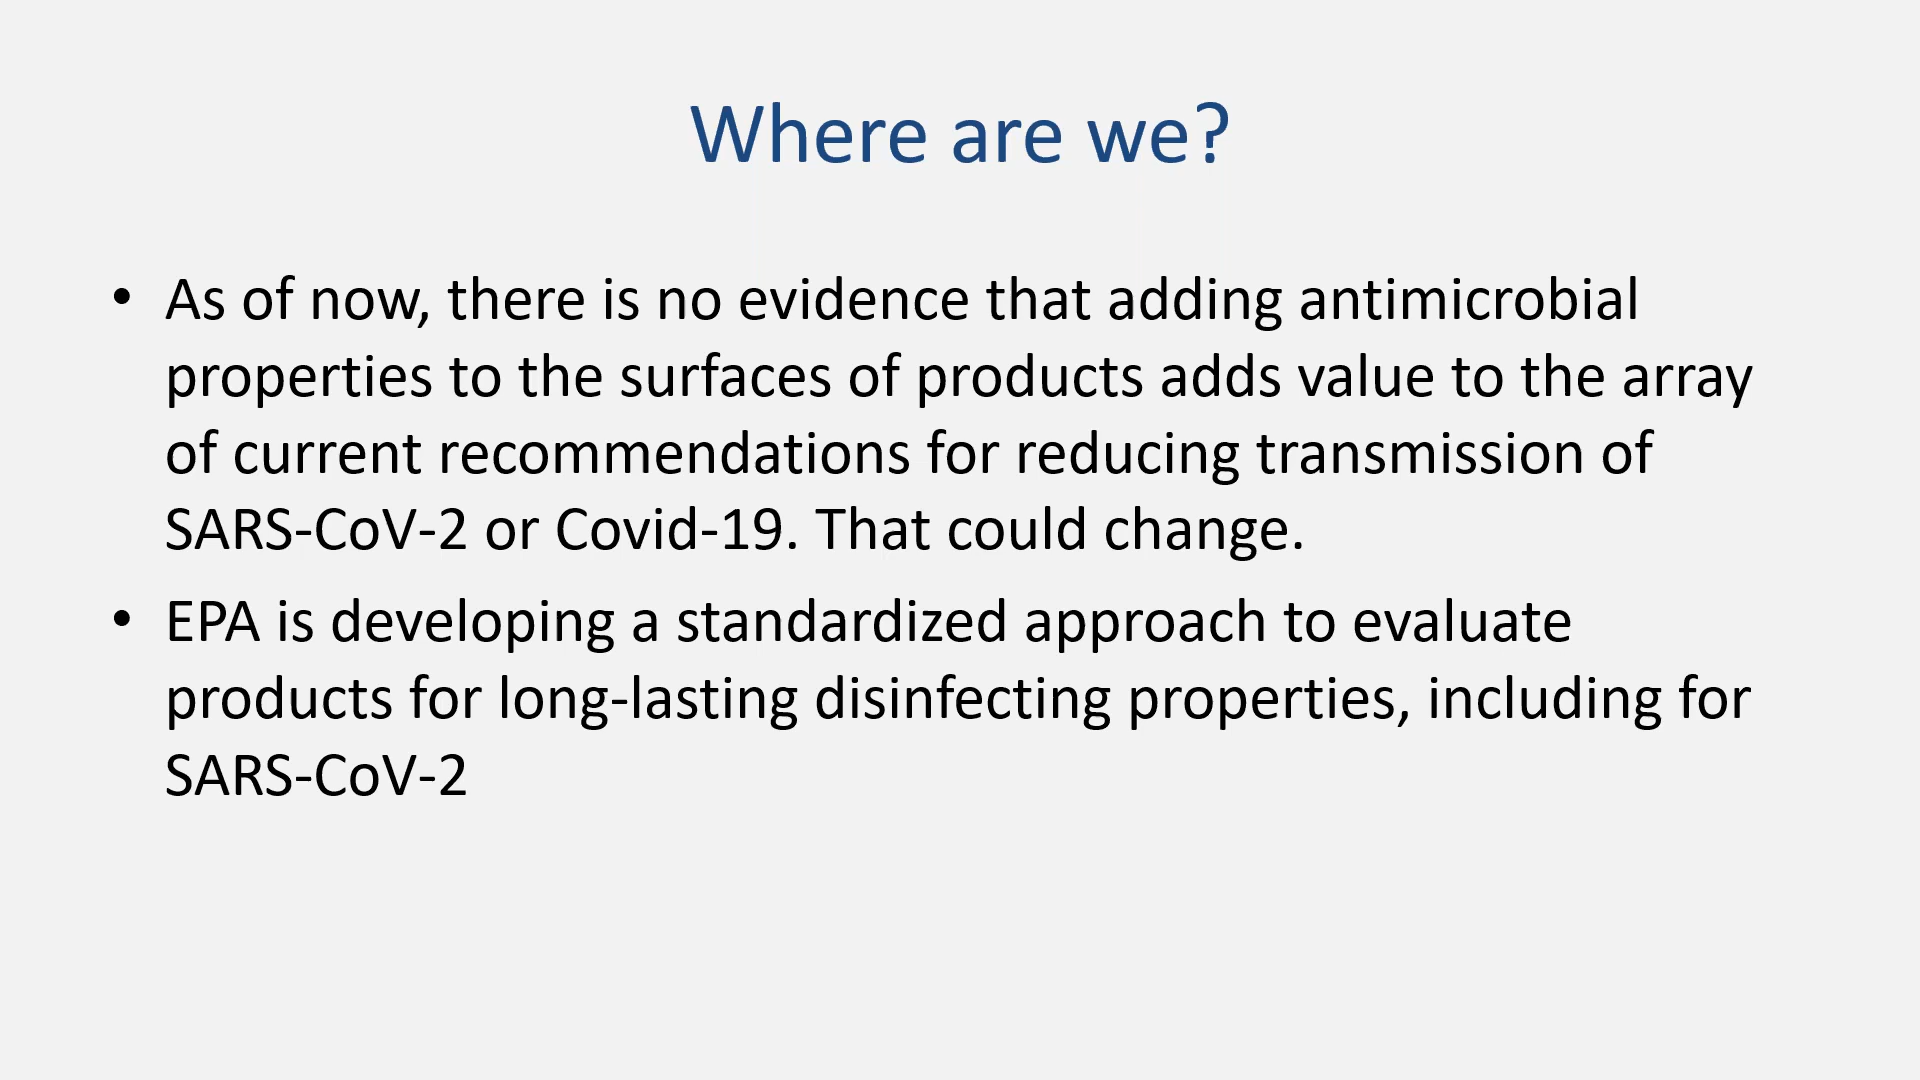 Where are we?
• As of now, there is no evidence that adding antimicrobial
properties to the surfaces of products adds value to the array
of current recommendations for reducing transmission of
SARS-CoV-2 or Covid-19. That could change.
• EPA is developing a standardized approach to evaluate
products for long-lasting disinfecting properties, including for
SARS-CoV-2